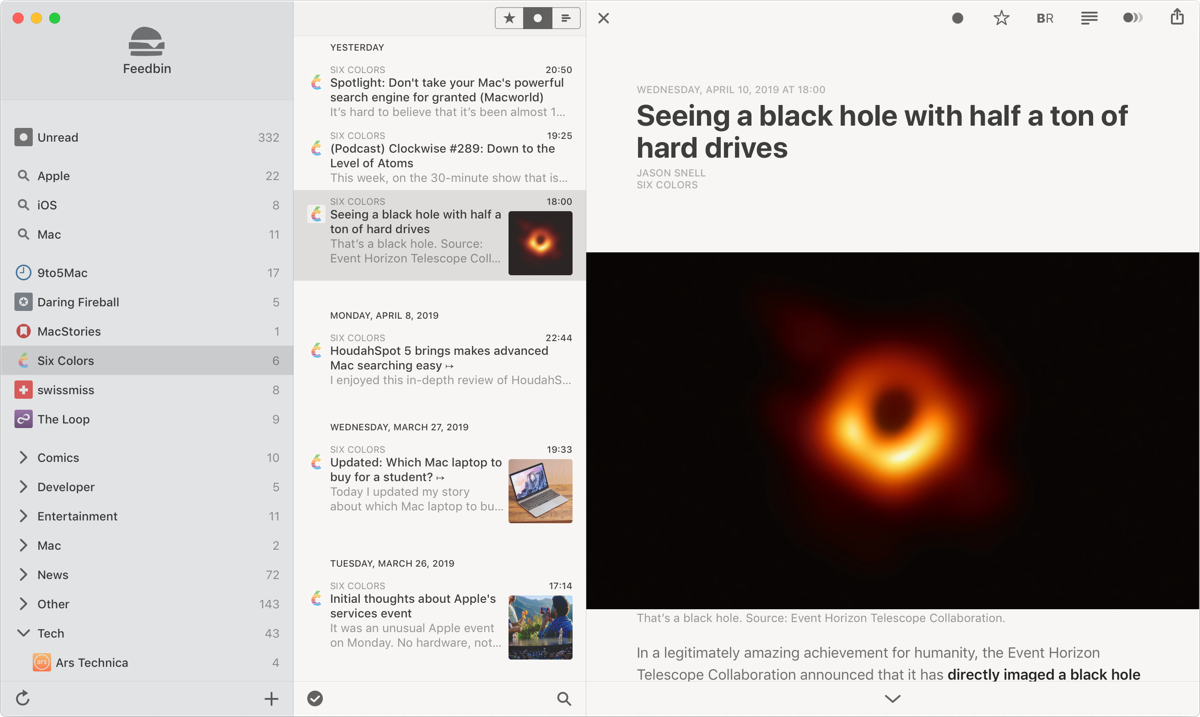 Feedbin
Unread 332
Apple 22
iOS 8
Mac 11
9to5Mac 17
Daring Fireball 5
MacStories 1
Six Colors 6
swissmiss 8
The Loop 9
Comics 10
Developer 5
Entertainment 11
Mac 2
News 72
Other 143
Tech 43
Ars Technica 4
YESTERDAY
SIX COLORS 20:50
Spotlight: Don't take your Mac's powerful
search engine for granted (Macworld)
It's hard to believe that it's been almost 1…
SIX COLORS 19:25
(Podcast) Clockwise #289: Down to the
Level of Atoms
This week, on the 30-minute show that is…
SIX COLORS 18:00
Seeing a black hole with half a
ton of hard drives
That's a black hole. Source:
Event Horizon Telescope Coll…
MONDAY, APRIL 8, 2019
SIX COLORS 22:44
HoudahSpot 5 brings makes advanced
Mac searching easy ↦
I enjoyed this in-depth review of HoudahS…
WEDNESDAY, MARCH 27, 2019
SIX COLORS 19:33
Updated: Which Mac laptop to
buy for a student? ↦
Today I updated my story
about which Mac laptop to bu…
TUESDAY, MARCH 26, 2019
SIX COLORS 17:14
Initial thoughts about Apple's
services event
It was an unusual Apple event
on Monday. No hardware, not…
BR
WEDNESDAY, APRIL 10, 2019 AT 18:00
Seeing a black hole with half a ton of
hard drives
JASON SNELL
SIX COLORS
That's a black hole. Source: Event Horizon Telescope Collaboration.
In a legitimately amazing achievement for humanity, the Event Horizon
Telescope Collaboration announced that it has directly imaged a black hole